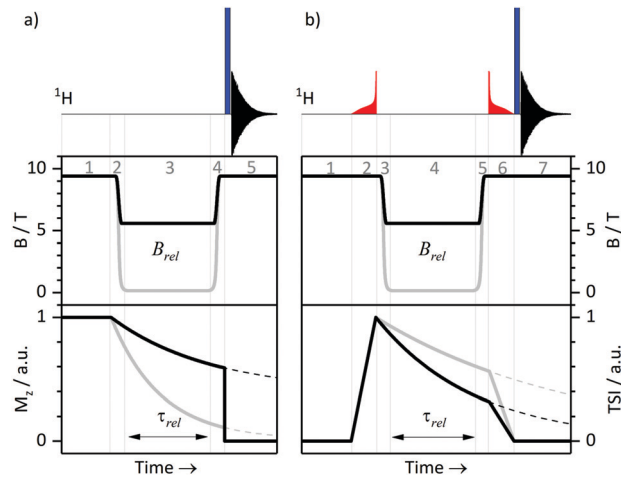 a)
b)
¹H
¹H
10
5
0
B / T
1 2 3 4 5
B_rel
1 2 3 4 5 6 7
B_rel
10
5
0
B / T
1
0
M_z / a.u.
τ_rel
τ_rel
1
0
TSI / a.u.
Time →
Time →